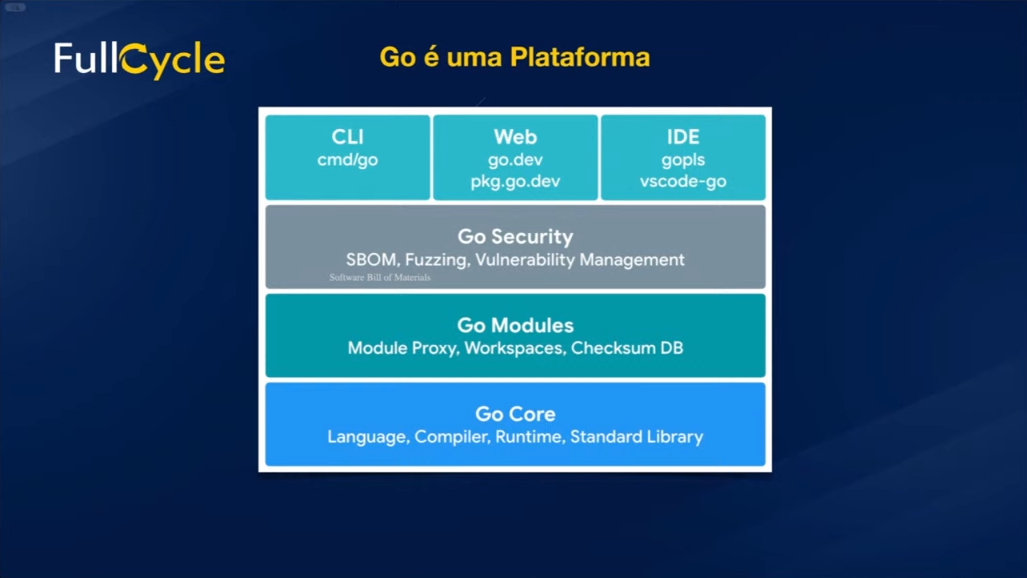 FullCycle
Go é uma Plataforma
CLI
cmd/go
Web
go.dev
pkg.go.dev
IDE
gopls
vscode-go
Go Security
SBOM, Fuzzing, Vulnerability Management
Software Bill of Materials
Go Modules
Module Proxy, Workspaces, Checksum DB
Go Core
Language, Compiler, Runtime, Standard Library